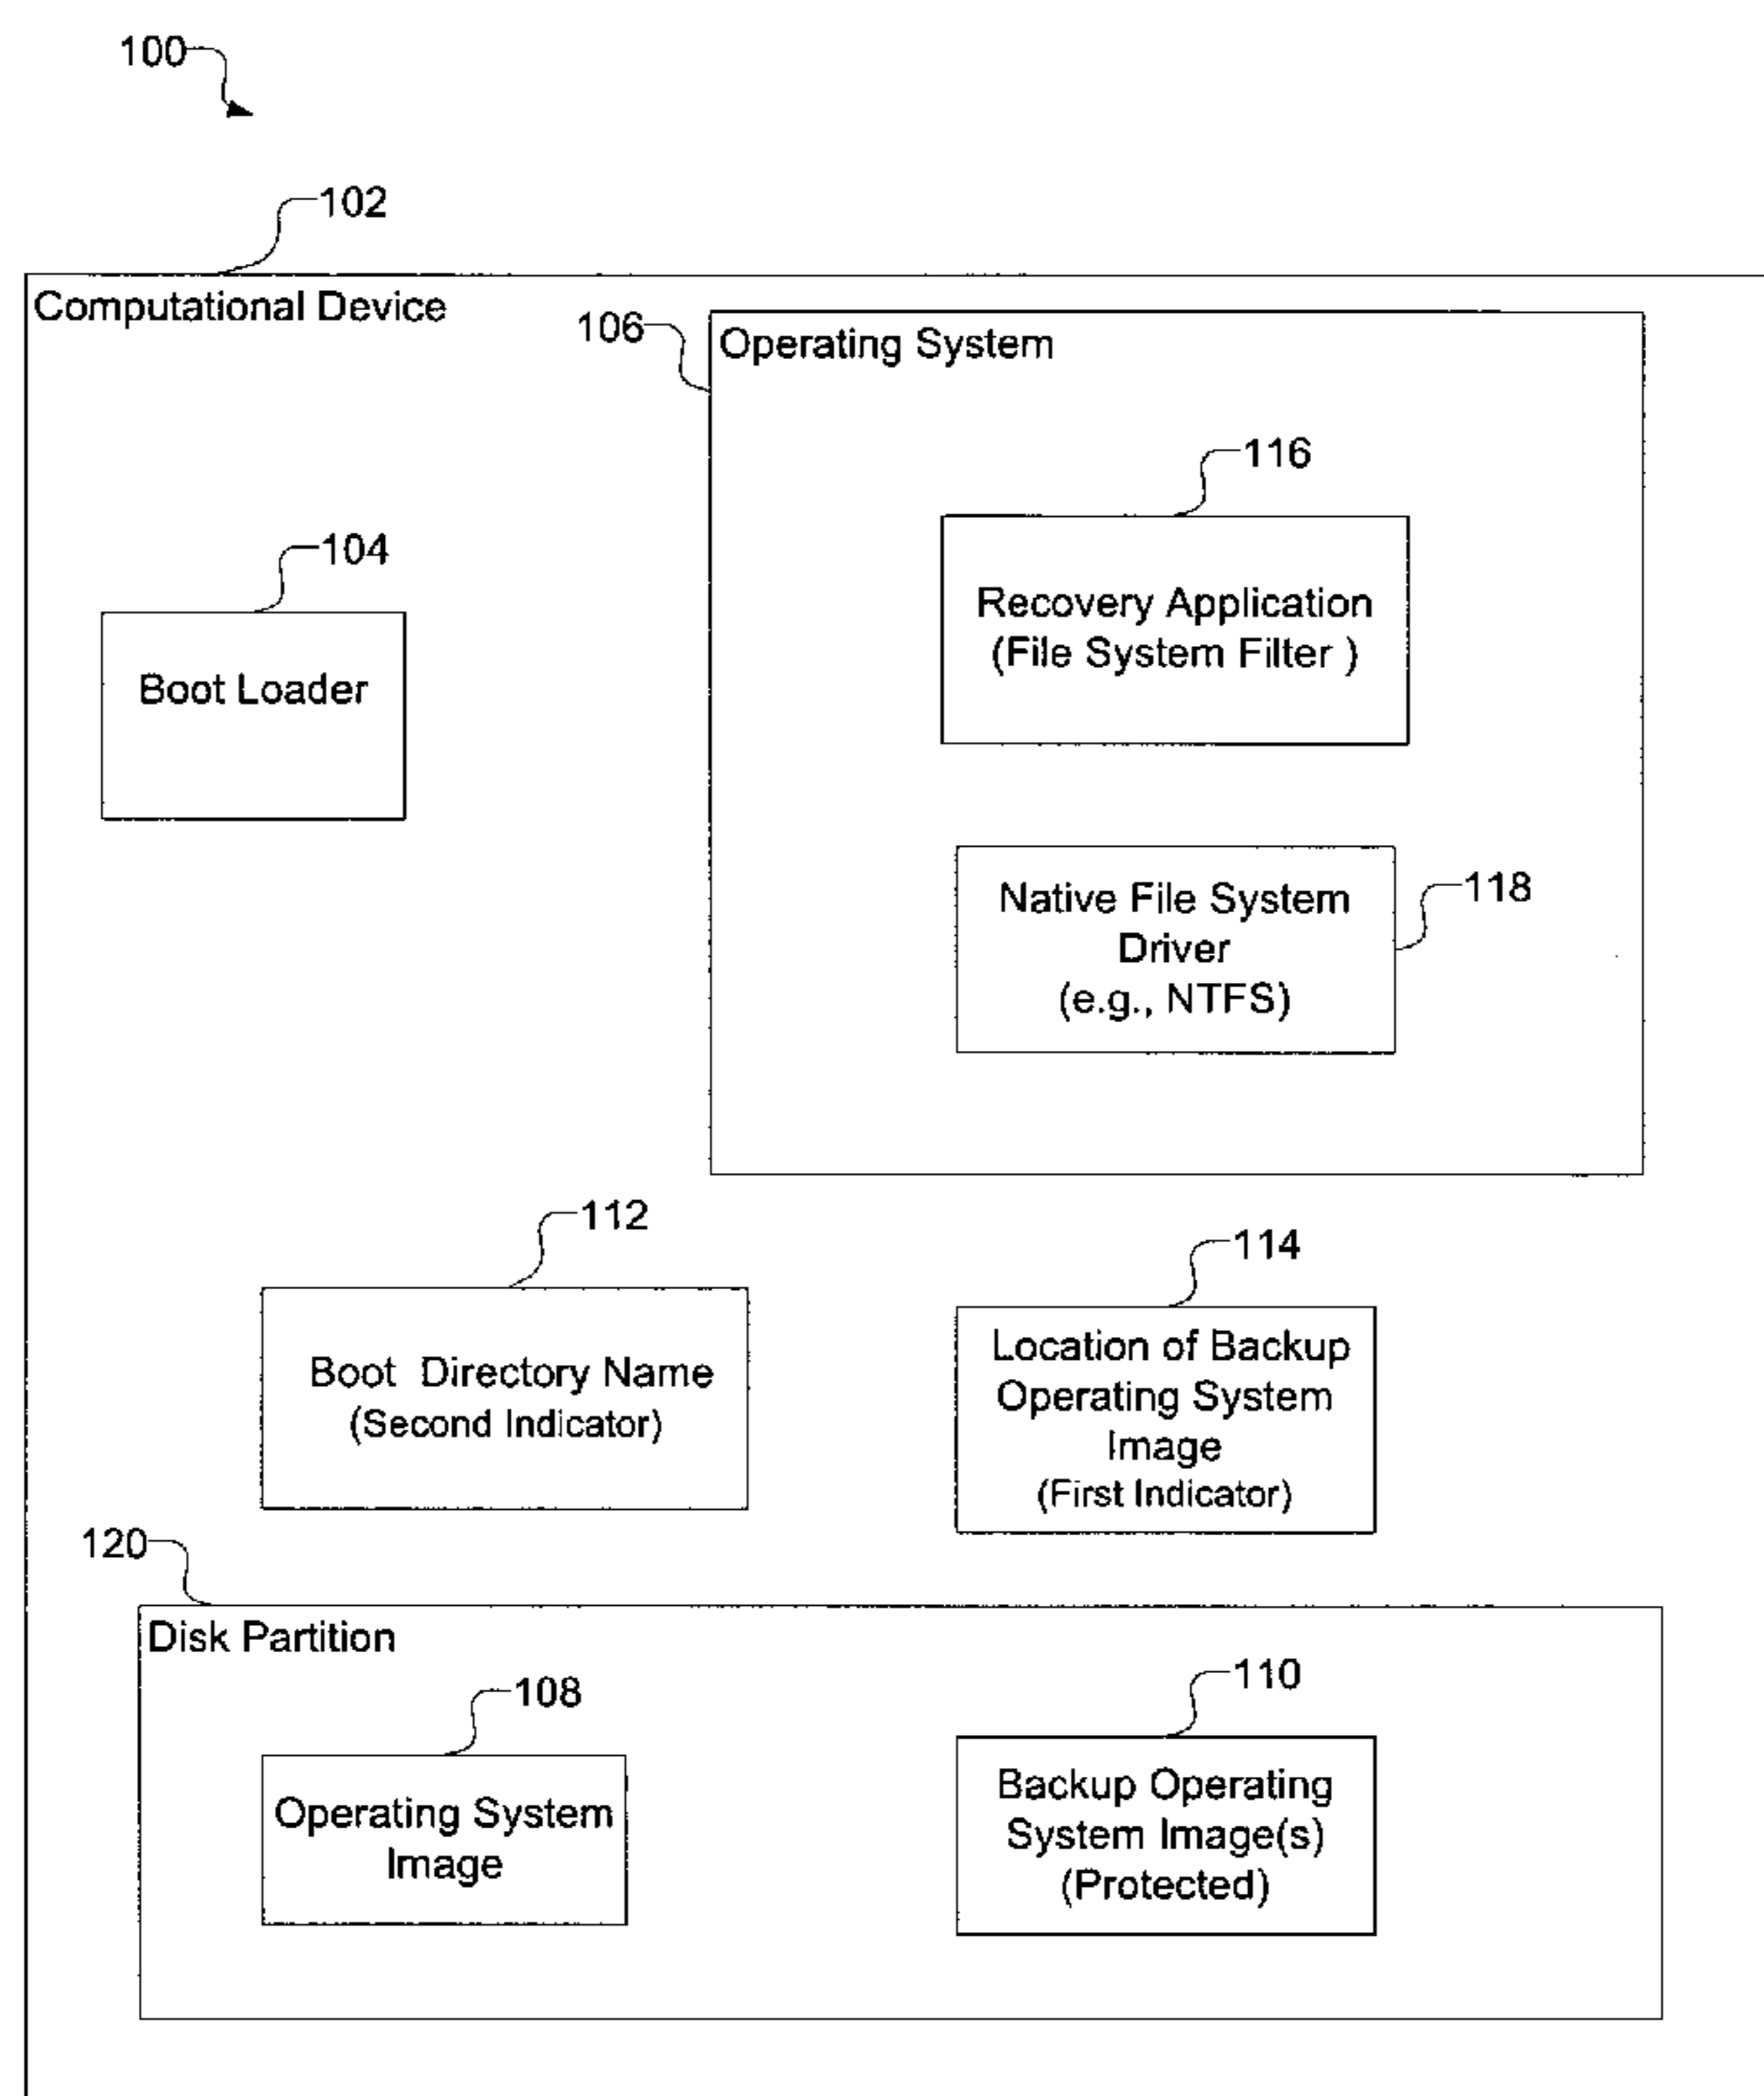 100
102
Computational Device
106
Operating System
116
104
Recovery Application
(File System Filter )
Boot Loader
118
Native File System
Driver
(e.g., NTFS)
112
114
Boot Directory Name
(Second Indicator)
Location of Backup
Operating System
Image
(First Indicator)
120
Disk Partition
108
110
Operating System
Image
Backup Operating
System Image(s)
(Protected)